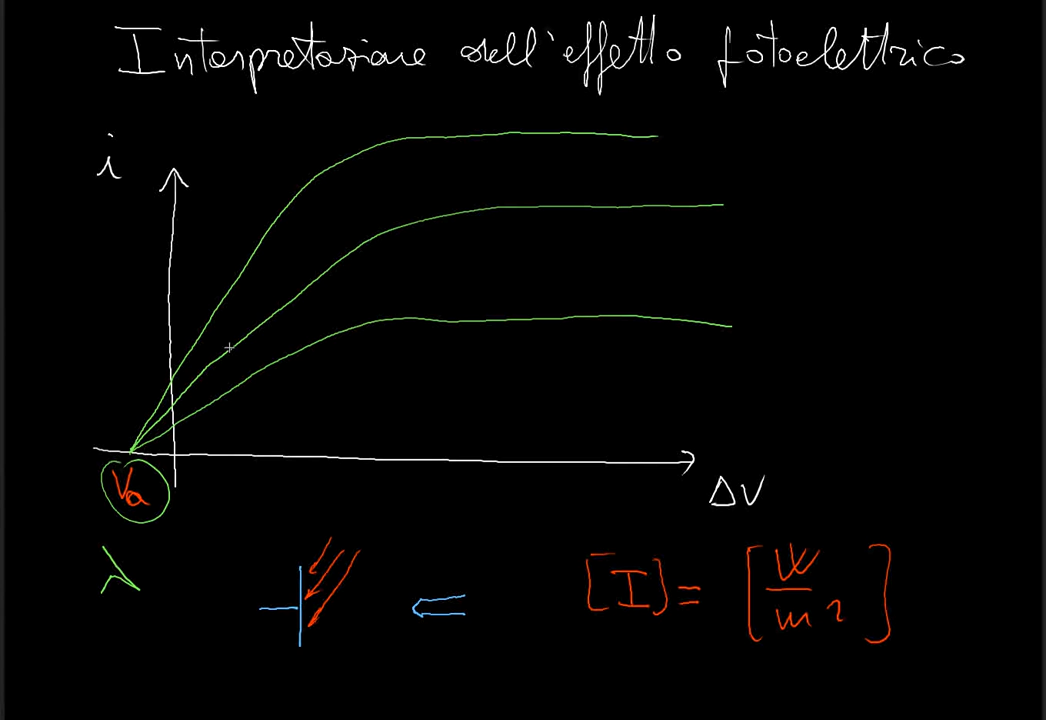 Interpretazione dell'effetto fotoelettrico
i
Va
ΔV
λ
[I] = [W/m²]